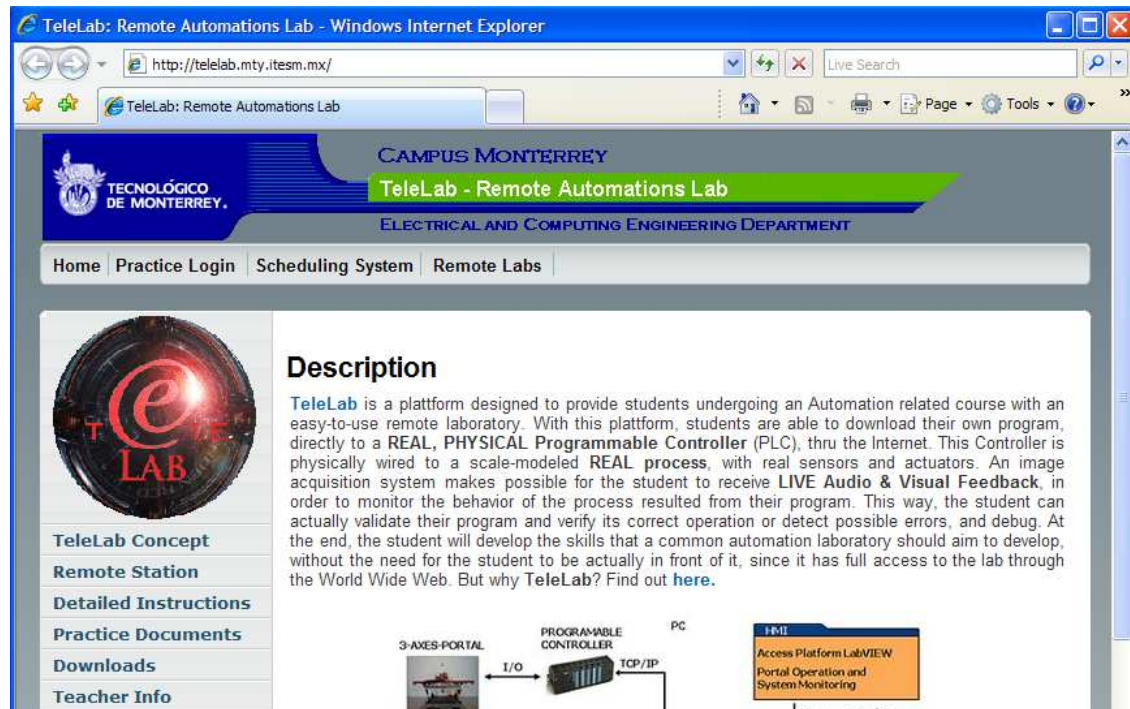 TeleLab: Remote Automations Lab - Windows Internet Explorer
http://telelab.mty.itesm.mx/
Live Search
TeleLab: Remote Automations Lab
Page
Tools
TECNOLÓGICO
DE MONTERREY.
CAMPUS MONTERREY
TeleLab - Remote Automations Lab
ELECTRICAL AND COMPUTING ENGINEERING DEPARTMENT
Home Practice Login Scheduling System Remote Labs
e
TELE
LAB
TeleLab Concept
Remote Station
Detailed Instructions
Practice Documents
Downloads
Teacher Info
Description
TeleLab is a plattform designed to provide students undergoing an Automation related course with an
easy-to-use remote laboratory. With this plattform, students are able to download their own program,
directly to a REAL, PHYSICAL Programmable Controller (PLC), thru the Internet. This Controller is
physically wired to a scale-modeled REAL process, with real sensors and actuators. An image
acquisition system makes possible for the student to receive LIVE Audio & Visual Feedback, in
order to monitor the behavior of the process resulted from their program. This way, the student can
actually validate their program and verify its correct operation or detect possible errors, and debug. At
the end, the student will develop the skills that a common automation laboratory should aim to develop,
without the need for the student to be actually in front of it, since it has full access to the lab through
the World Wide Web. But why TeleLab? Find out here.
3-AXES-PORTAL
I/O
PROGRAMABLE
CONTROLLER
TCP/IP
PC
HMI
Access Platform LabVIEW
Portal Operation and
System Monitoring